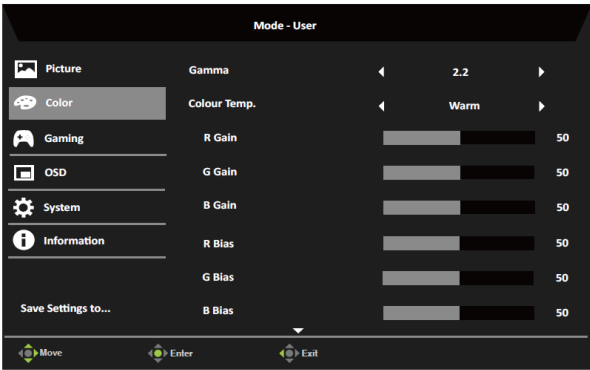 Mode - User
Picture
Gamma 2.2
Color
Colour Temp. Warm
Gaming
R Gain 50
OSD
G Gain 50
System
B Gain 50
Information
R Bias 50
G Bias 50
Save Settings to...
B Bias 50
Move Enter Exit